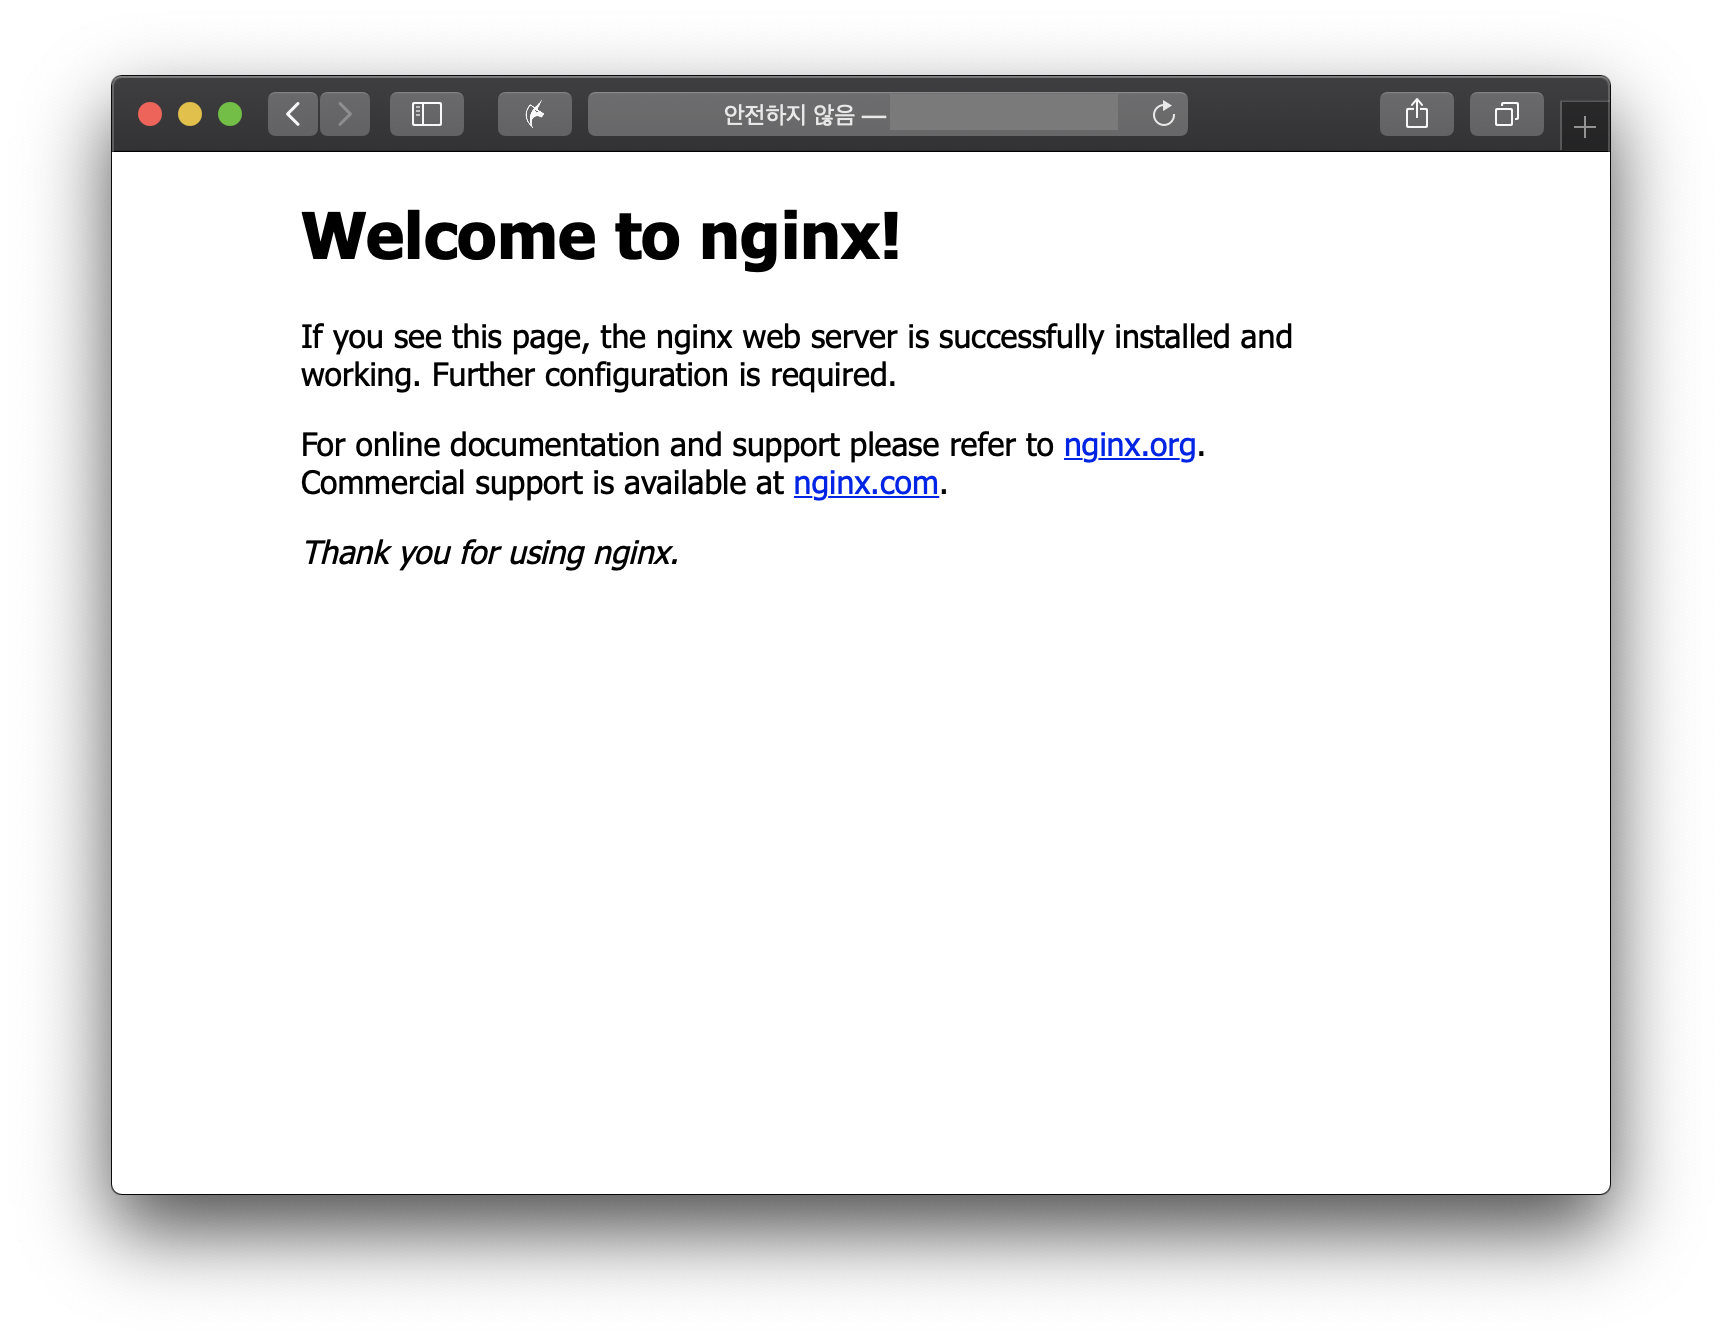 안전하지 않음 —
Welcome to nginx!
If you see this page, the nginx web server is successfully installed and
working. Further configuration is required.
For online documentation and support please refer to nginx.org.
Commercial support is available at nginx.com.
Thank you for using nginx.